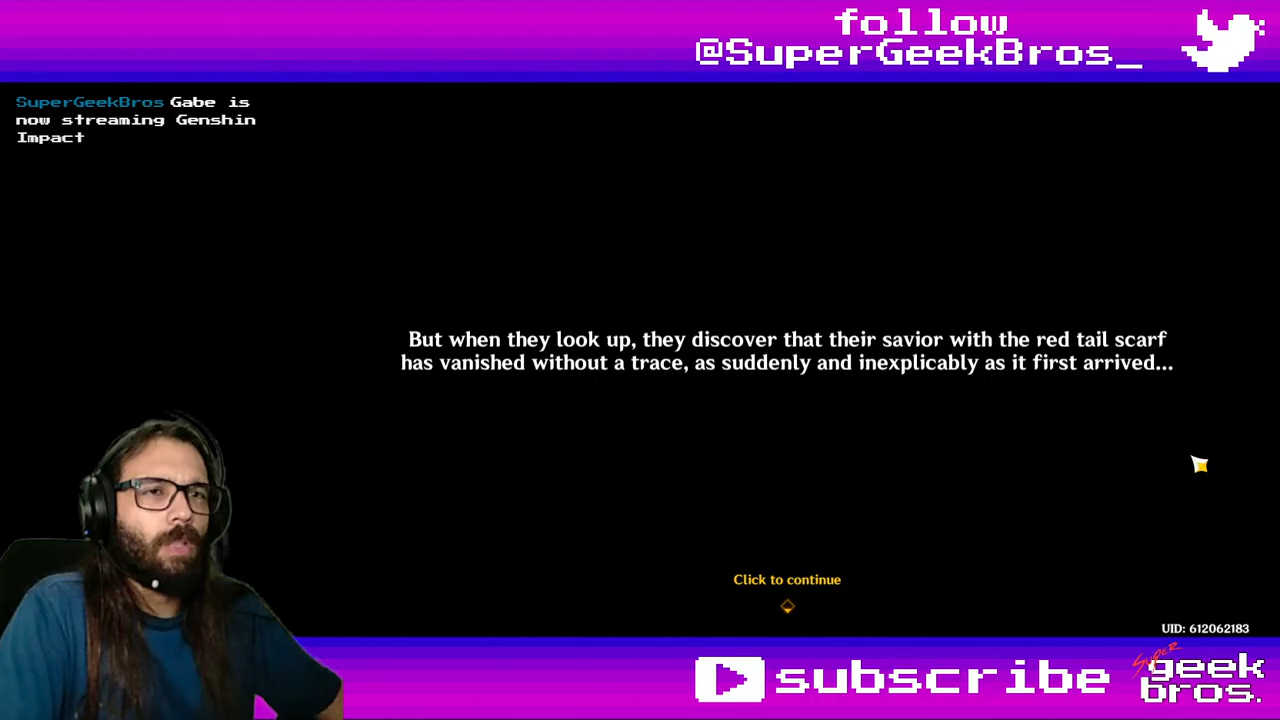 follow
@SuperGeekBros_
SuperGeekBros Gabe is
now streaming Genshin
Impact
But when they look up, they discover that their savior with the red tail scarf
has vanished without a trace, as suddenly and inexplicably as it first arrived...
Click to continue
UID: 612062183
subscribe
SUPER
geek
bros.